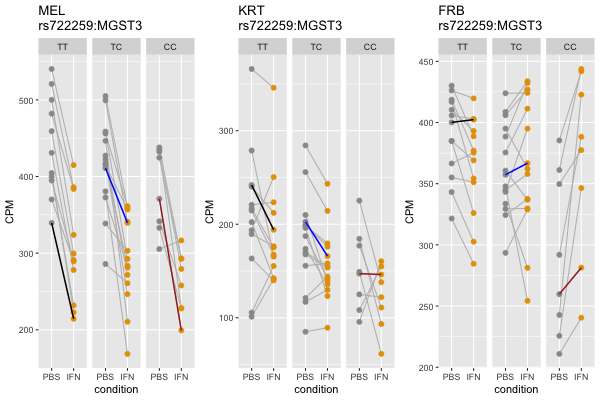 MEL
rs722259:MGST3
TT TC CC
CPM
500
400
300
200
PBS IFN PBS IFN PBS IFN
condition
KRT
rs722259:MGST3
TT TC CC
CPM
300
200
100
PBS IFN PBS IFN PBS IFN
condition
FRB
rs722259:MGST3
TT TC CC
CPM
450
400
350
300
250
200
PBS IFN PBS IFN PBS IFN
condition